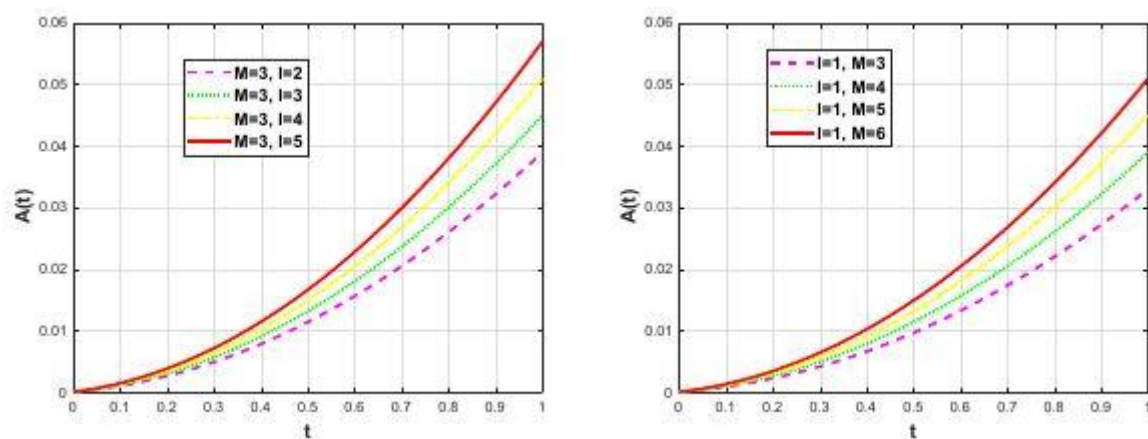 0.06
0.05
0.04
0.03
0.02
0.01
0
A(t)
M=3, I=2
M=3, I=3
M=3, I=4
M=3, I=5
0 0.1 0.2 0.3 0.4 0.5 0.6 0.7 0.8 0.9 1
t
0.06
0.05
0.04
0.03
0.02
0.01
0
A(t)
I=1, M=3
I=1, M=4
I=1, M=5
I=1, M=6
0 0.1 0.2 0.3 0.4 0.5 0.6 0.7 0.8 0.9 1
t